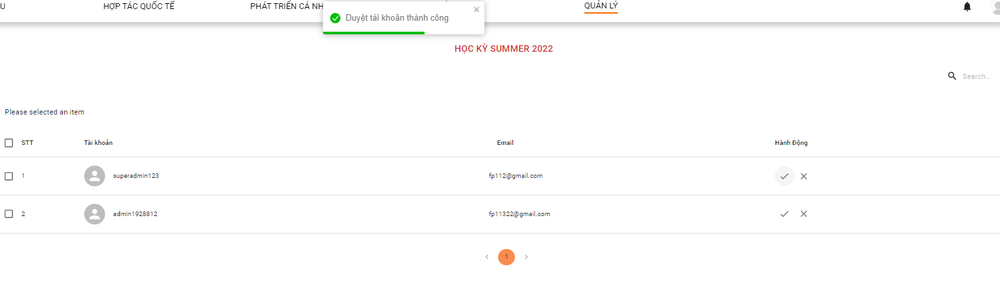 U
HỢP TÁC QUỐC TẾ
PHÁT TRIỂN CÁ NH
QUẢN LÝ
Duyệt tài khoản thành công
HỌC KỲ SUMMER 2022
Search...
Please selected an item
STT Tài khoản Email Hành Động
1 superadmin123 fp112@gmail.com
2 admin1928812 fp11322@gmail.com
1